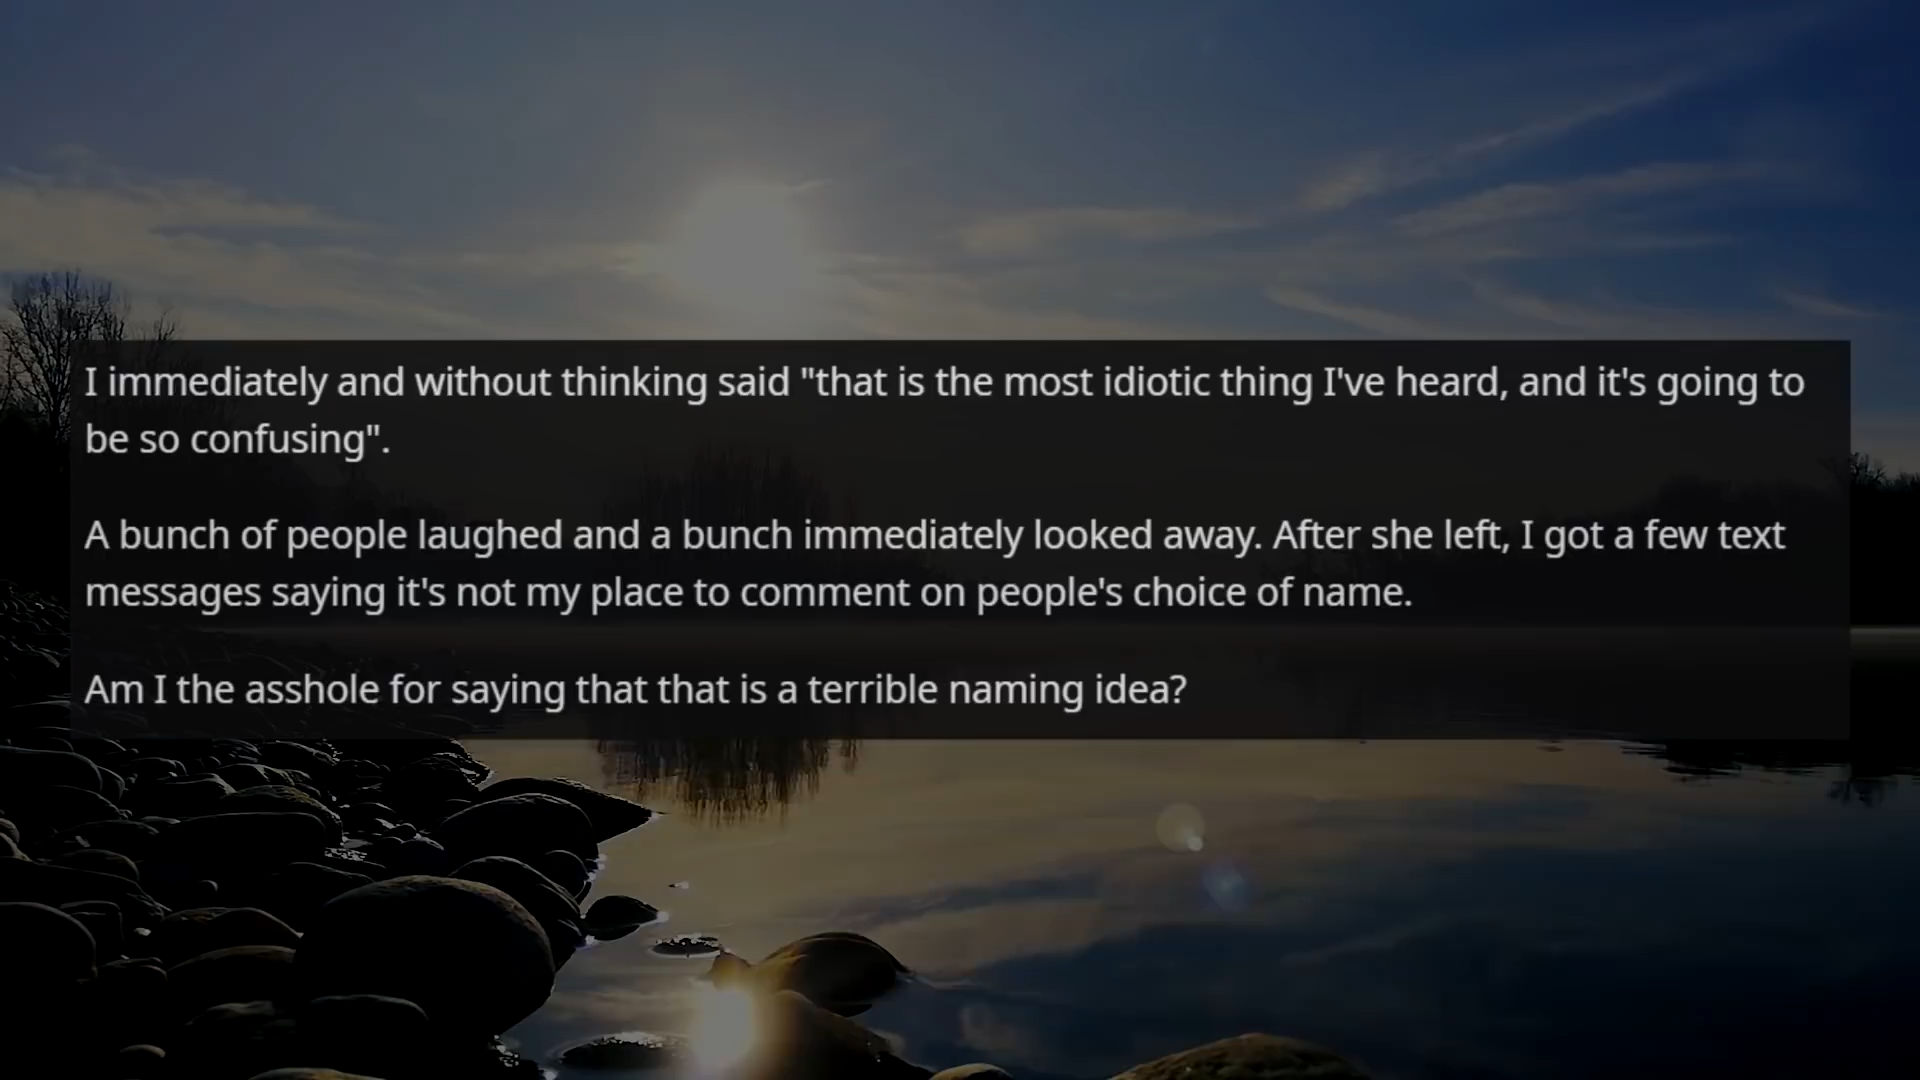 I immediately and without thinking said "that is the most idiotic thing I've heard, and it's going to
be so confusing".
A bunch of people laughed and a bunch immediately looked away. After she left, I got a few text
messages saying it's not my place to comment on people's choice of name.
Am I the asshole for saying that that is a terrible naming idea?